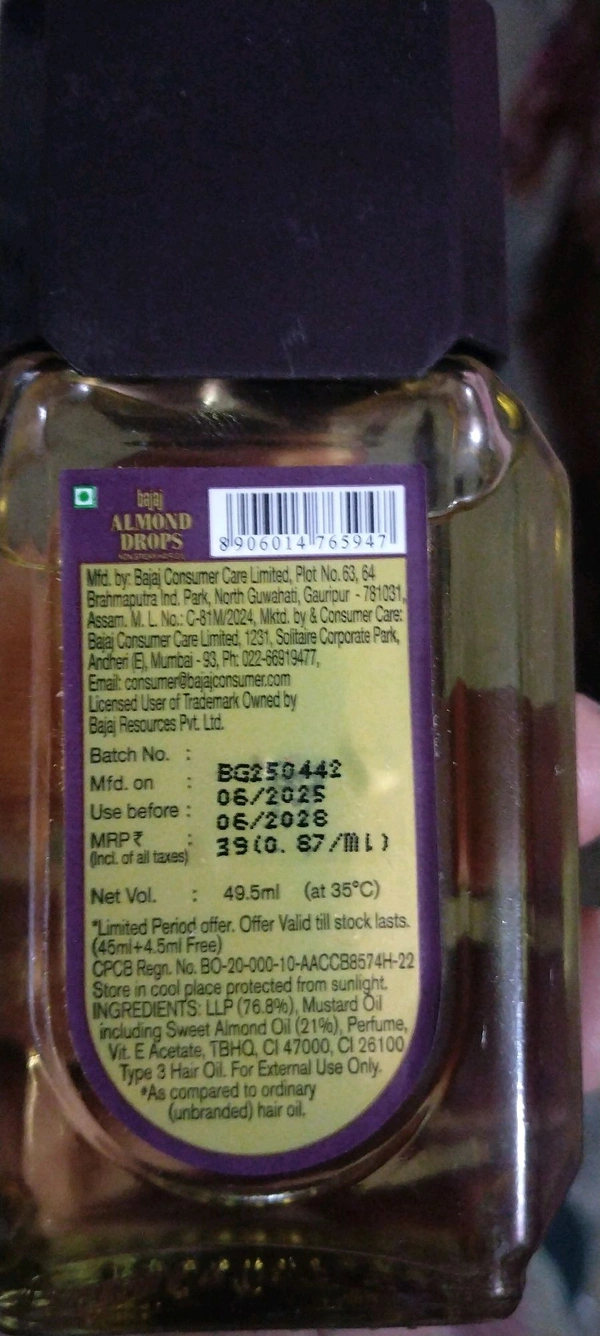 bajaj
ALMOND
DROPS
8 906014 765947
Mfd. by: Bajaj Consumer Care Limited, Plot No. 63, 64
Brahmaputra Ind. Park, North Guwahati, Gauripur - 781031,
Assam. M. L. No.: C-81M/2024, Mktd. by & Consumer Care:
Bajaj Consumer Care Limited, 1231, Solitaire Corporate Park,
Andheri (E), Mumbai - 93, Ph: 022-66919477,
Email: consumer@bajajconsumer.com
Licensed User of Trademark Owned by
Bajaj Resources Pvt. Ltd.
Batch No. : BG250442
Mfd. on : 06/2025
Use before : 06/2028
MRP ₹ : 39(0.87/ml)
(Incl. of all taxes)
Net Vol. : 49.5ml (at 35°C)
*Limited Period offer. Offer Valid till stock lasts.
(45ml+4.5ml Free)
CPCB Regn. No. BO-20-000-10-AACCB8574H-22
Store in cool place protected from sunlight.
INGREDIENTS: LLP (76.8%), Mustard Oil
including Sweet Almond Oil (21%), Perfume,
Vit. E Acetate, TBHQ, CI 47000, CI 26100
Type 3 Hair Oil. For External Use Only.
*As compared to ordinary
(unbranded) hair oil.